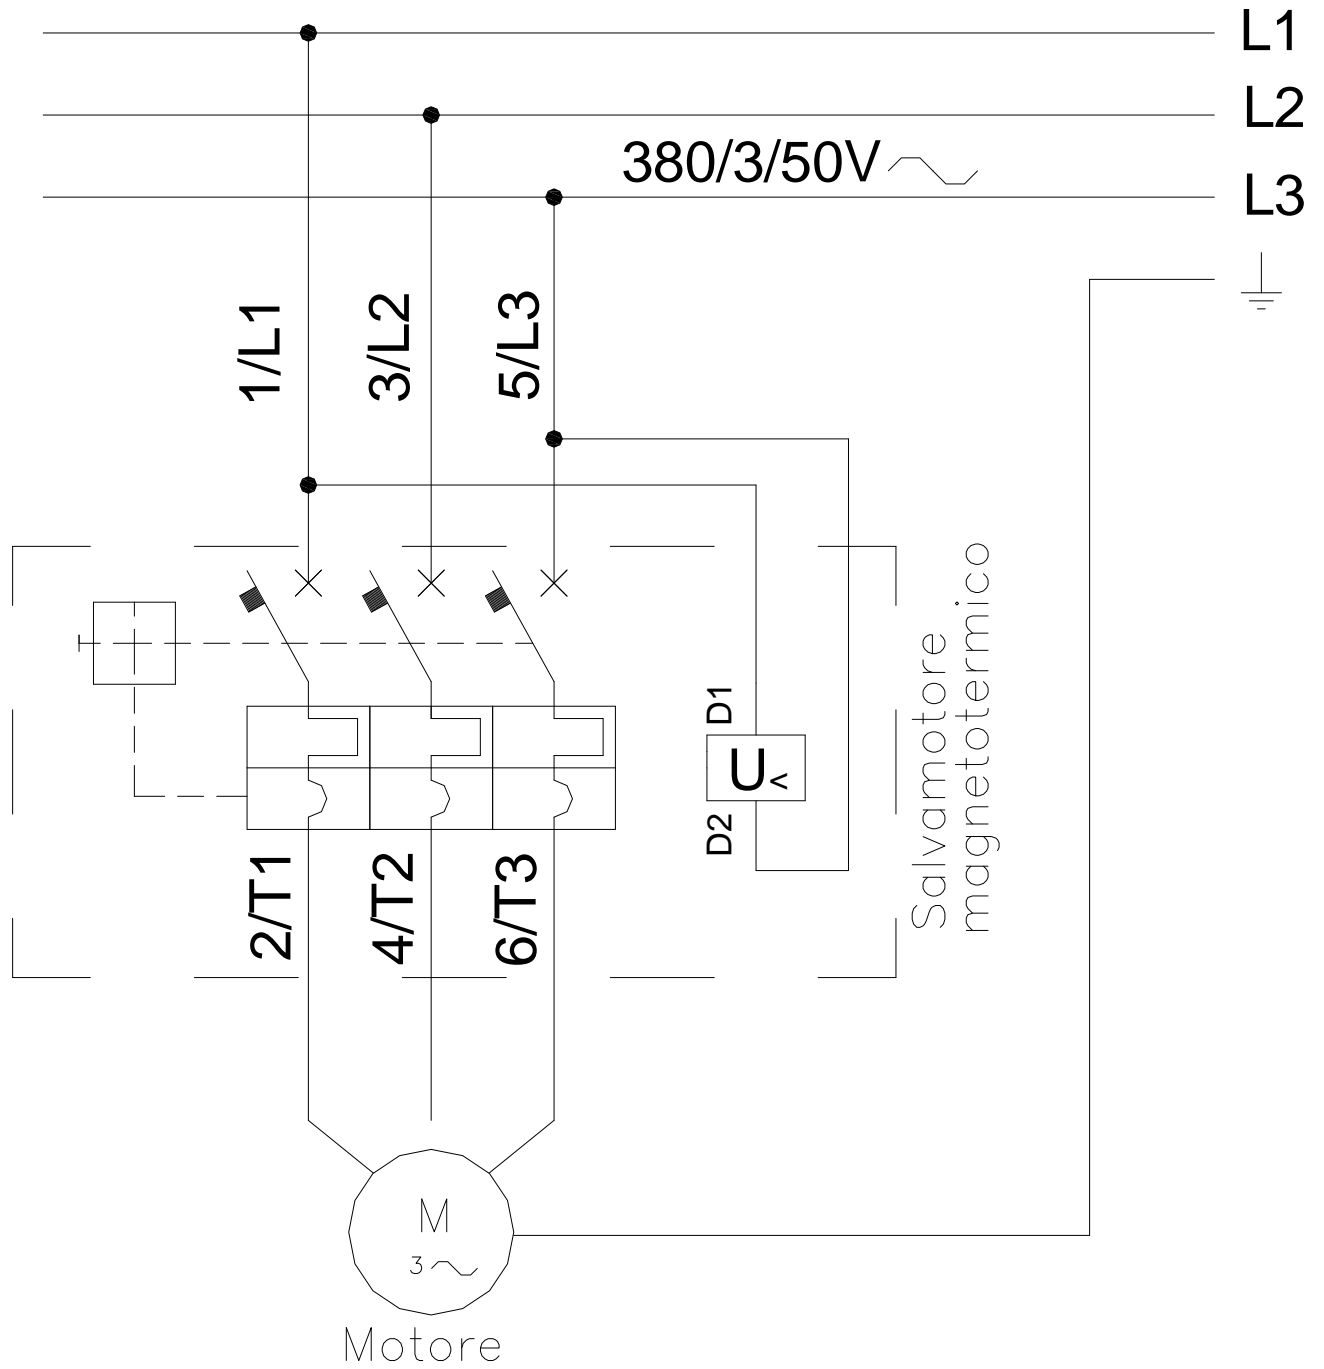 L1
L2
380/3/50V
L3
1/L1
3/L2
5/L3
D1
U<
D2
Salvamotore
magnetotermico
2/T1
4/T2
6/T3
M
3
Motore